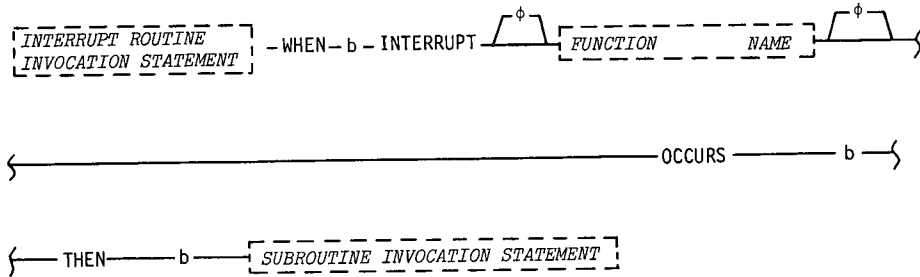 ϕ ϕ
INTERRUPT ROUTINE
INVOCATION STATEMENT
WHEN b INTERRUPT FUNCTION NAME
OCCURS b
THEN b SUBROUTINE INVOCATION STATEMENT